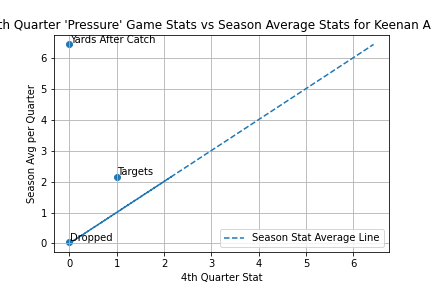 th Quarter 'Pressure' Game Stats vs Season Average Stats for Keenan A
Yards After Catch
Targets
Dropped
Season Avg per Quarter
6
5
4
3
2
1
0
0 1 2 3 4 5 6
4th Quarter Stat
Season Stat Average Line